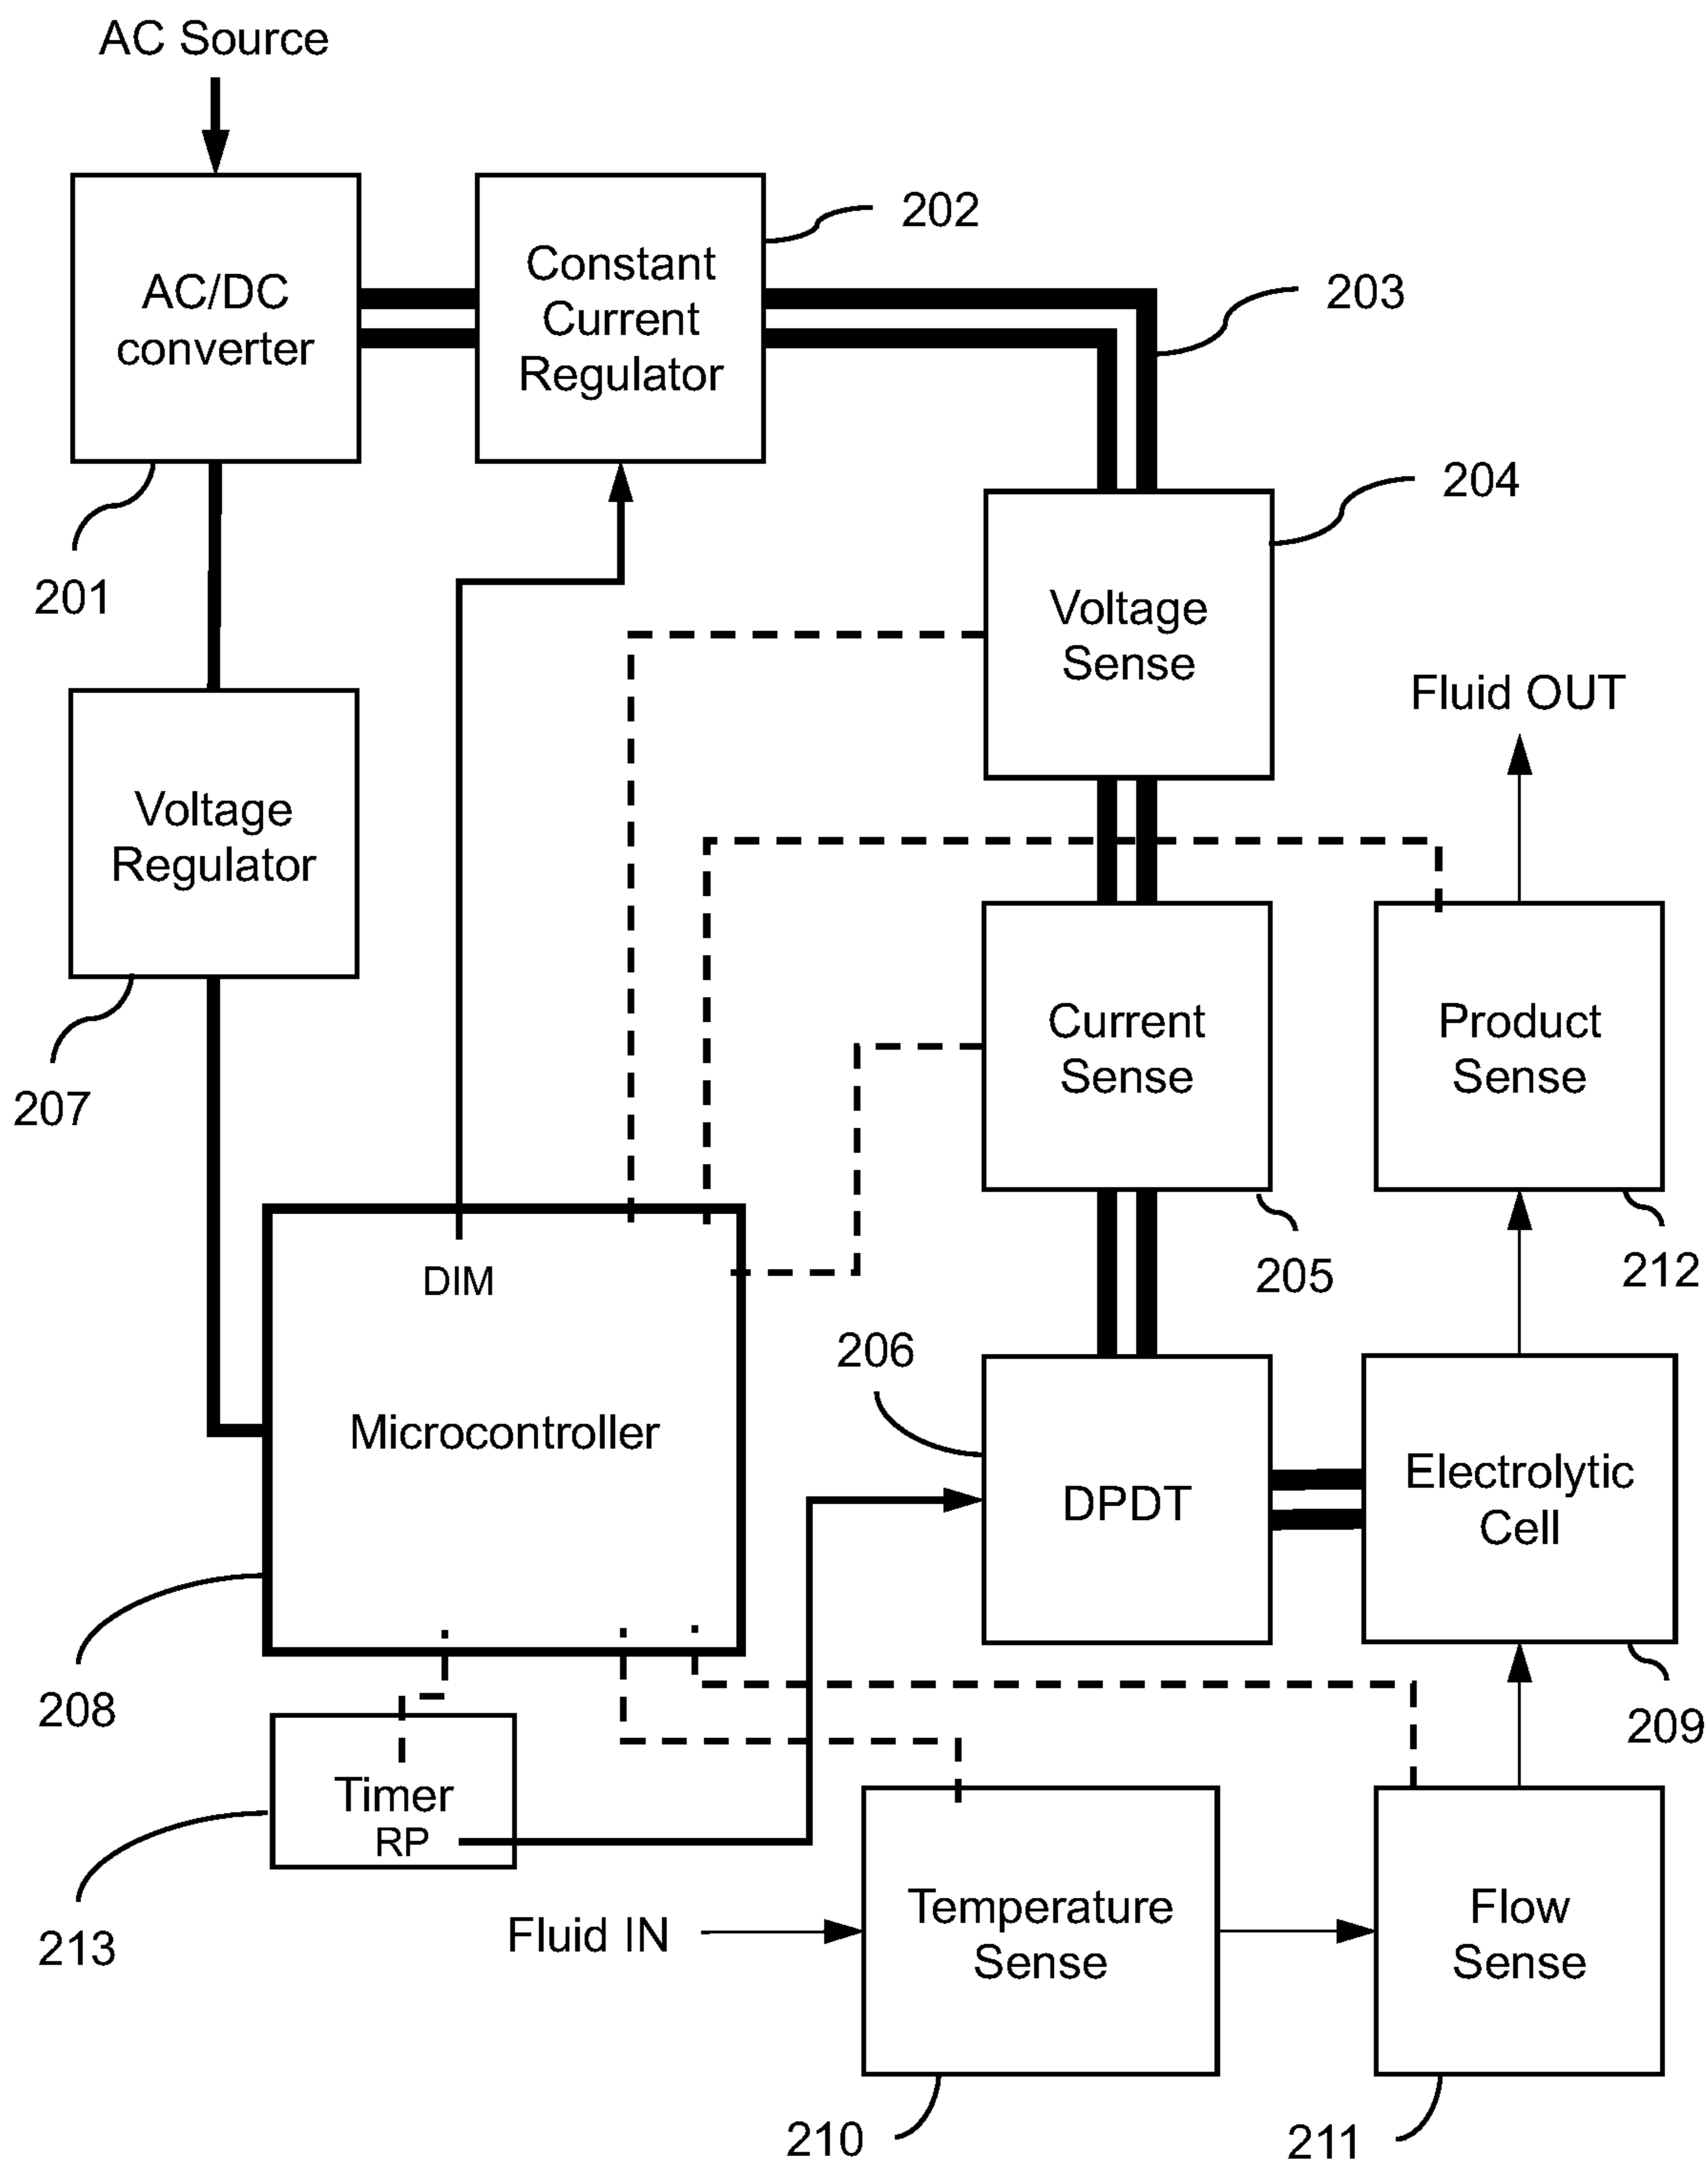 AC Source
AC/DC
converter
201
Constant
Current
Regulator
202
203
204
Voltage
Sense
Fluid OUT
Voltage
Regulator
207
Current
Sense
205
Product
Sense
212
DIM
Microcontroller
208
206
DPDT
Electrolytic
Cell
209
Timer
RP
213
Fluid IN
Temperature
Sense
210
Flow
Sense
211